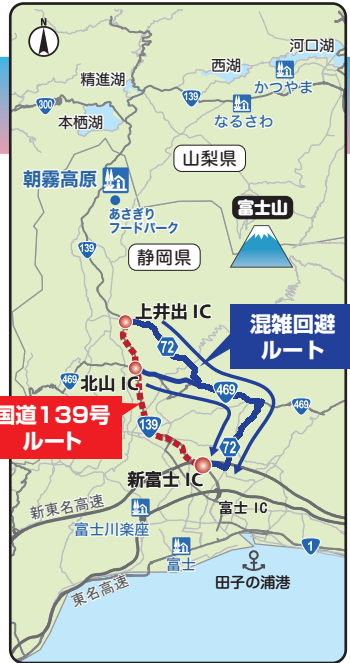 N
河口湖
西湖
かつやま
精進湖
139
300
なるさわ
本栖湖
山梨県
朝霧高原
富士山
あさぎり
フードパーク
静岡県
139
上井出 IC
混雑回避
ルート
72
北山 IC
469
469
469
国道139号
ルート
139
72
新富士 IC
新東名高速
富士 IC
富士川楽座
富士
1
田子の浦港
東名高速